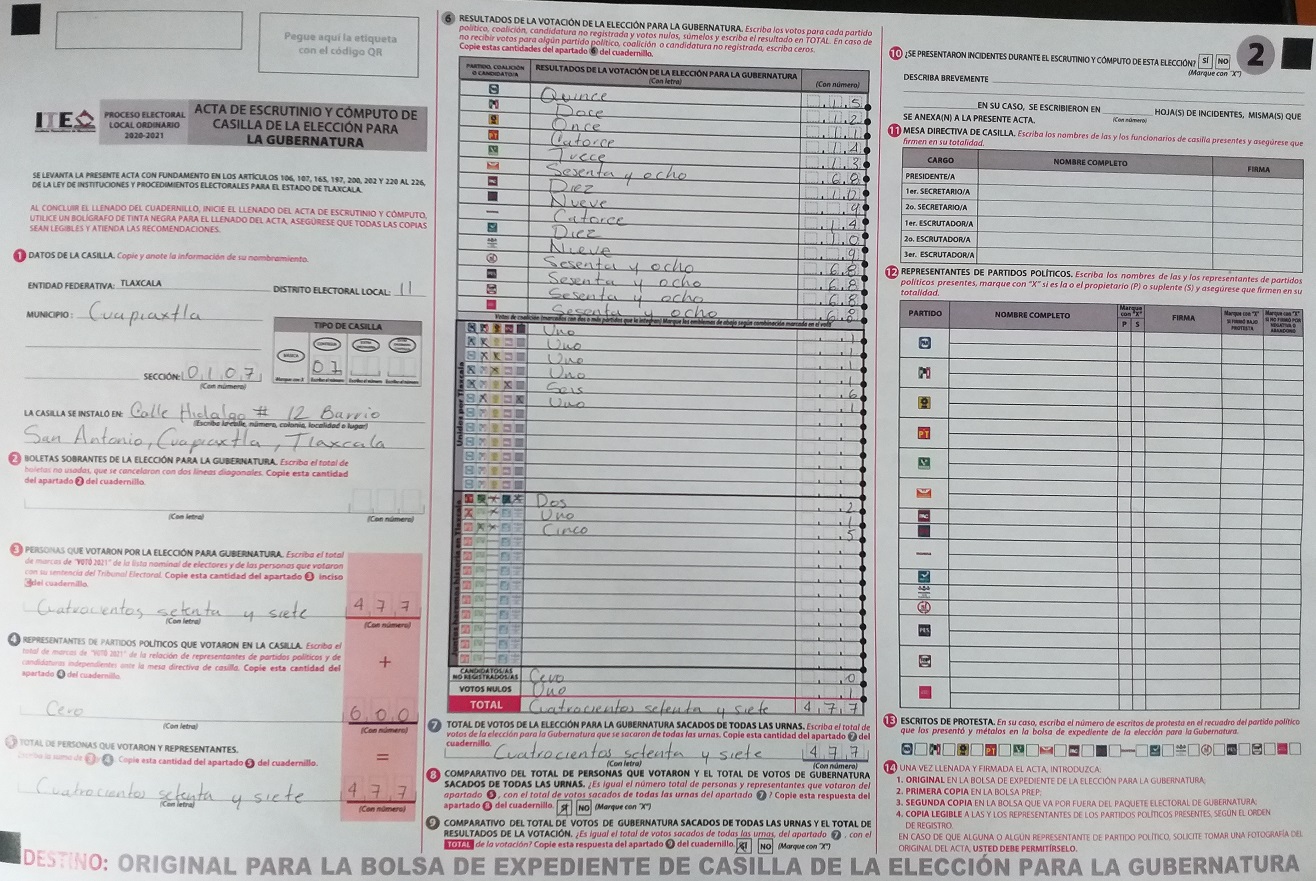 Pegue aquí la etiqueta
con el código QR
ITE
PROCESO ELECTORAL
LOCAL ORDINARIO
2020-2021
ACTA DE ESCRUTINIO Y CÓMPUTO DE
CASILLA DE LA ELECCIÓN PARA
LA GUBERNATURA
SE LEVANTA LA PRESENTE ACTA CON FUNDAMENTO EN LOS ARTÍCULOS 106, 107, 165, 197, 200, 202 Y 220 AL 226,
DE LA LEY DE INSTITUCIONES Y PROCEDIMIENTOS ELECTORALES PARA EL ESTADO DE TLAXCALA.
AL CONCLUIR EL LLENADO DEL CUADERNILLO, INICIE EL LLENADO DEL ACTA DE ESCRUTINIO Y CÓMPUTO,
UTILICE UN BOLÍGRAFO DE TINTA NEGRA PARA EL LLENADO DEL ACTA, ASEGÚRESE QUE TODAS LAS COPIAS
SEAN LEGIBLES Y ATIENDA LAS RECOMENDACIONES.
1 DATOS DE LA CASILLA. Copie y anote la información de su nombramiento.
ENTIDAD FEDERATIVA: TLAXCALA DISTRITO ELECTORAL LOCAL: 11
MUNICIPIO: Cuapiaxtla
TIPO DE CASILLA
SECCIÓN: 0107 07
(Con número)
LA CASILLA SE INSTALÓ EN: Calle Hidalgo # 12 Barrio
(Escriba la calle, número, colonia, localidad o lugar)
San Antonio, Cuapiaxtla, Tlaxcala
2 BOLETAS SOBRANTES DE LA ELECCIÓN PARA LA GUBERNATURA. Escriba el total de
boletas no usadas, que se cancelaron con dos líneas diagonales. Copie esta cantidad
del apartado 2 del cuadernillo.
(Con letra) (Con número)
3 PERSONAS QUE VOTARON POR LA ELECCIÓN PARA GUBERNATURA. Escriba el total
de marcas de "VOTÓ 2021" de la lista nominal de electores y de las personas que votaron
con su sentencia del Tribunal Electoral. Copie esta cantidad del apartado 3 inciso
del cuadernillo.
Cuatrocientos setenta y siete 477
(Con letra) (Con número)
4 REPRESENTANTES DE PARTIDOS POLÍTICOS QUE VOTARON EN LA CASILLA. Escriba el
total de marcas de "VOTÓ 2021" de la relación de representantes de partidos políticos y de
candidaturas independientes ante la mesa directiva de casilla. Copie esta cantidad del
apartado 4 del cuadernillo.
+
Cero 600
(Con letra) (Con número)
5 TOTAL DE PERSONAS QUE VOTARON Y REPRESENTANTES.
Escriba la suma de 3 y 4. Copie esta cantidad del apartado 5 del cuadernillo.
=
Cuatrocientos setenta y siete 477
(Con letra) (Con número)
6 RESULTADOS DE LA VOTACIÓN DE LA ELECCIÓN PARA LA GUBERNATURA. Escriba los votos para cada partido
político, coalición, candidatura no registrada y votos nulos, súmelos y escriba el resultado en TOTAL. En caso de
no recibir votos para algún partido político, coalición o candidatura no registrada, escriba ceros.
Copie estas cantidades del apartado 6 del cuadernillo.
PARTIDO, COALICIÓN
O CANDIDATO/A
RESULTADOS DE LA VOTACIÓN DE LA ELECCIÓN PARA LA GUBERNATURA
(Con letra) (Con número)
Quince 15
Doce 12
Once 11
PT Catorce 14
Trece 13
Sesenta y ocho 68
PAC Diez 10
Nueve 9
Catorce 14
Diez 10
Nueve 9
Sesenta y ocho 68
PES Sesenta y ocho 68
Sesenta y ocho 68
Sesenta y ocho 68
Votos de coalición (marcados con dos o más partidos que la integran) Marque los emblemas de abajo según combinación marcada en el voto
Unidos por Tlaxcala
Uno 1
Uno 1
Uno 1
Uno 1
Seis 6
Uno 1
Juntos haremos historia en Tlaxcala
Dos 2
Uno 1
Cinco 5
CANDIDATOS/AS
NO REGISTRADOS/AS Cero 0
VOTOS NULOS Uno 1
TOTAL Cuatrocientos setenta y siete 477
7 TOTAL DE VOTOS DE LA ELECCIÓN PARA LA GUBERNATURA SACADOS DE TODAS LAS URNAS. Escriba el total de
votos de la elección para Gubernatura que se sacaron de todas las urnas. Copie esta cantidad del apartado 7 del
cuadernillo.
Cuatrocientos setenta y siete 477
(Con letra) (Con número)
8 COMPARATIVO DEL TOTAL DE PERSONAS QUE VOTARON Y EL TOTAL DE VOTOS DE GUBERNATURA
SACADOS DE TODAS LAS URNAS. ¿Es igual el número total de personas y representantes que votaron del
apartado 5, con el total de votos sacados de todas las urnas del apartado 7? Copie esta respuesta del
apartado 8 del cuadernillo. SÍ NO (Marque con "X")
9 COMPARATIVO DEL TOTAL DE VOTOS DE GUBERNATURA SACADOS DE TODAS LAS URNAS Y EL TOTAL DE
RESULTADOS DE LA VOTACIÓN. ¿Es igual el total de votos sacados de todas las urnas, del apartado 7, con el
TOTAL de la votación? Copie esta respuesta del apartado 9 del cuadernillo. SÍ NO (Marque con "X")
10 ¿SE PRESENTARON INCIDENTES DURANTE EL ESCRUTINIO Y CÓMPUTO DE ESTA ELECCIÓN? SÍ NO
(Marque con "X")
2
DESCRIBA BREVEMENTE
EN SU CASO, SE ESCRIBIERON EN HOJA(S) DE INCIDENTES, MISMA(S) QUE
(Con número)
SE ANEXA(N) A LA PRESENTE ACTA.
11 MESA DIRECTIVA DE CASILLA. Escriba los nombres de las y los funcionarios de casilla presentes y asegúrese que
firmen en su totalidad.
CARGO NOMBRE COMPLETO FIRMA
PRESIDENTE/A
1er. SECRETARIO/A
2o. SECRETARIO/A
1er. ESCRUTADOR/A
2o. ESCRUTADOR/A
3er. ESCRUTADOR/A
12 REPRESENTANTES DE PARTIDOS POLÍTICOS. Escriba los nombres de las y los representantes de partidos
políticos presentes, marque con "X" si es la o el propietario (P) o suplente (S) y asegúrese que firmen en su
totalidad.
PARTIDO NOMBRE COMPLETO Marque con "X" P S FIRMA Marque con "X" SI FIRMÓ BAJO PROTESTA Marque con "X" SI NO FIRMÓ POR NEGATIVA O ABANDONO
PT
PAC
PES
13 ESCRITOS DE PROTESTA. En su caso, escriba el número de escritos de protesta en el recuadro del partido político
que los presentó y métalos en la bolsa de expediente de la elección para Gubernatura.
14 UNA VEZ LLENADA Y FIRMADA EL ACTA, INTRODUZCA:
1. ORIGINAL EN LA BOLSA DE EXPEDIENTE DE LA ELECCIÓN PARA LA GUBERNATURA;
2. PRIMERA COPIA EN LA BOLSA PREP;
3. SEGUNDA COPIA EN LA BOLSA QUE VA POR FUERA DEL PAQUETE ELECTORAL DE GUBERNATURA;
4. COPIA LEGIBLE A LAS Y LOS REPRESENTANTES DE LOS PARTIDOS POLÍTICOS PRESENTES, SEGÚN EL ORDEN
DE REGISTRO.
EN CASO DE QUE ALGUNA O ALGÚN REPRESENTANTE DE PARTIDO POLÍTICO, SOLICITE TOMAR UNA FOTOGRAFÍA DEL
ORIGINAL DEL ACTA, USTED DEBE PERMITÍRSELO.
DESTINO: ORIGINAL PARA LA BOLSA DE EXPEDIENTE DE CASILLA DE LA ELECCIÓN PARA LA GUBERNATURA